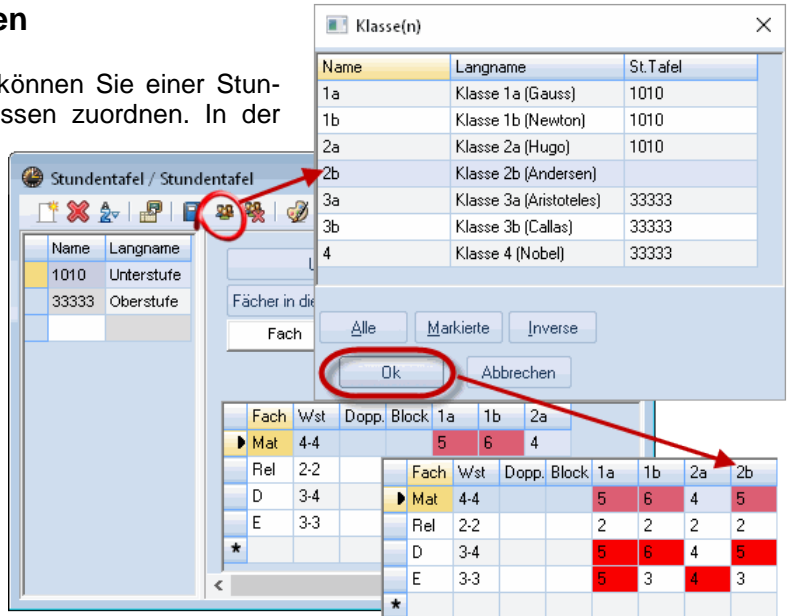 en
können Sie einer Stun-
ssen zuordnen. In der
Klasse(n)
Name Langname St.Tafel
1a Klasse 1a (Gauss) 1010
1b Klasse 1b (Newton) 1010
2a Klasse 2a (Hugo) 1010
2b Klasse 2b (Andersen)
3a Klasse 3a (Aristoteles) 33333
3b Klasse 3b (Callas) 33333
4 Klasse 4 (Nobel) 33333
Alle Markierte Inverse
Ok Abbrechen
Stundentafel / Stundentafel
Name Langname
1010 Unterstufe
33333 Oberstufe
Fächer in die
Fach
Fach Wst Dopp. Block 1a 1b 2a
Mat 4-4 5 6 4
Rel 2-2
D 3-4
E 3-3
*
Fach Wst Dopp. Block 1a 1b 2a 2b
Mat 4-4 5 6 4 5
Rel 2-2 2 2 2 2
D 3-4 5 6 4 5
E 3-3 5 3 4 3
*